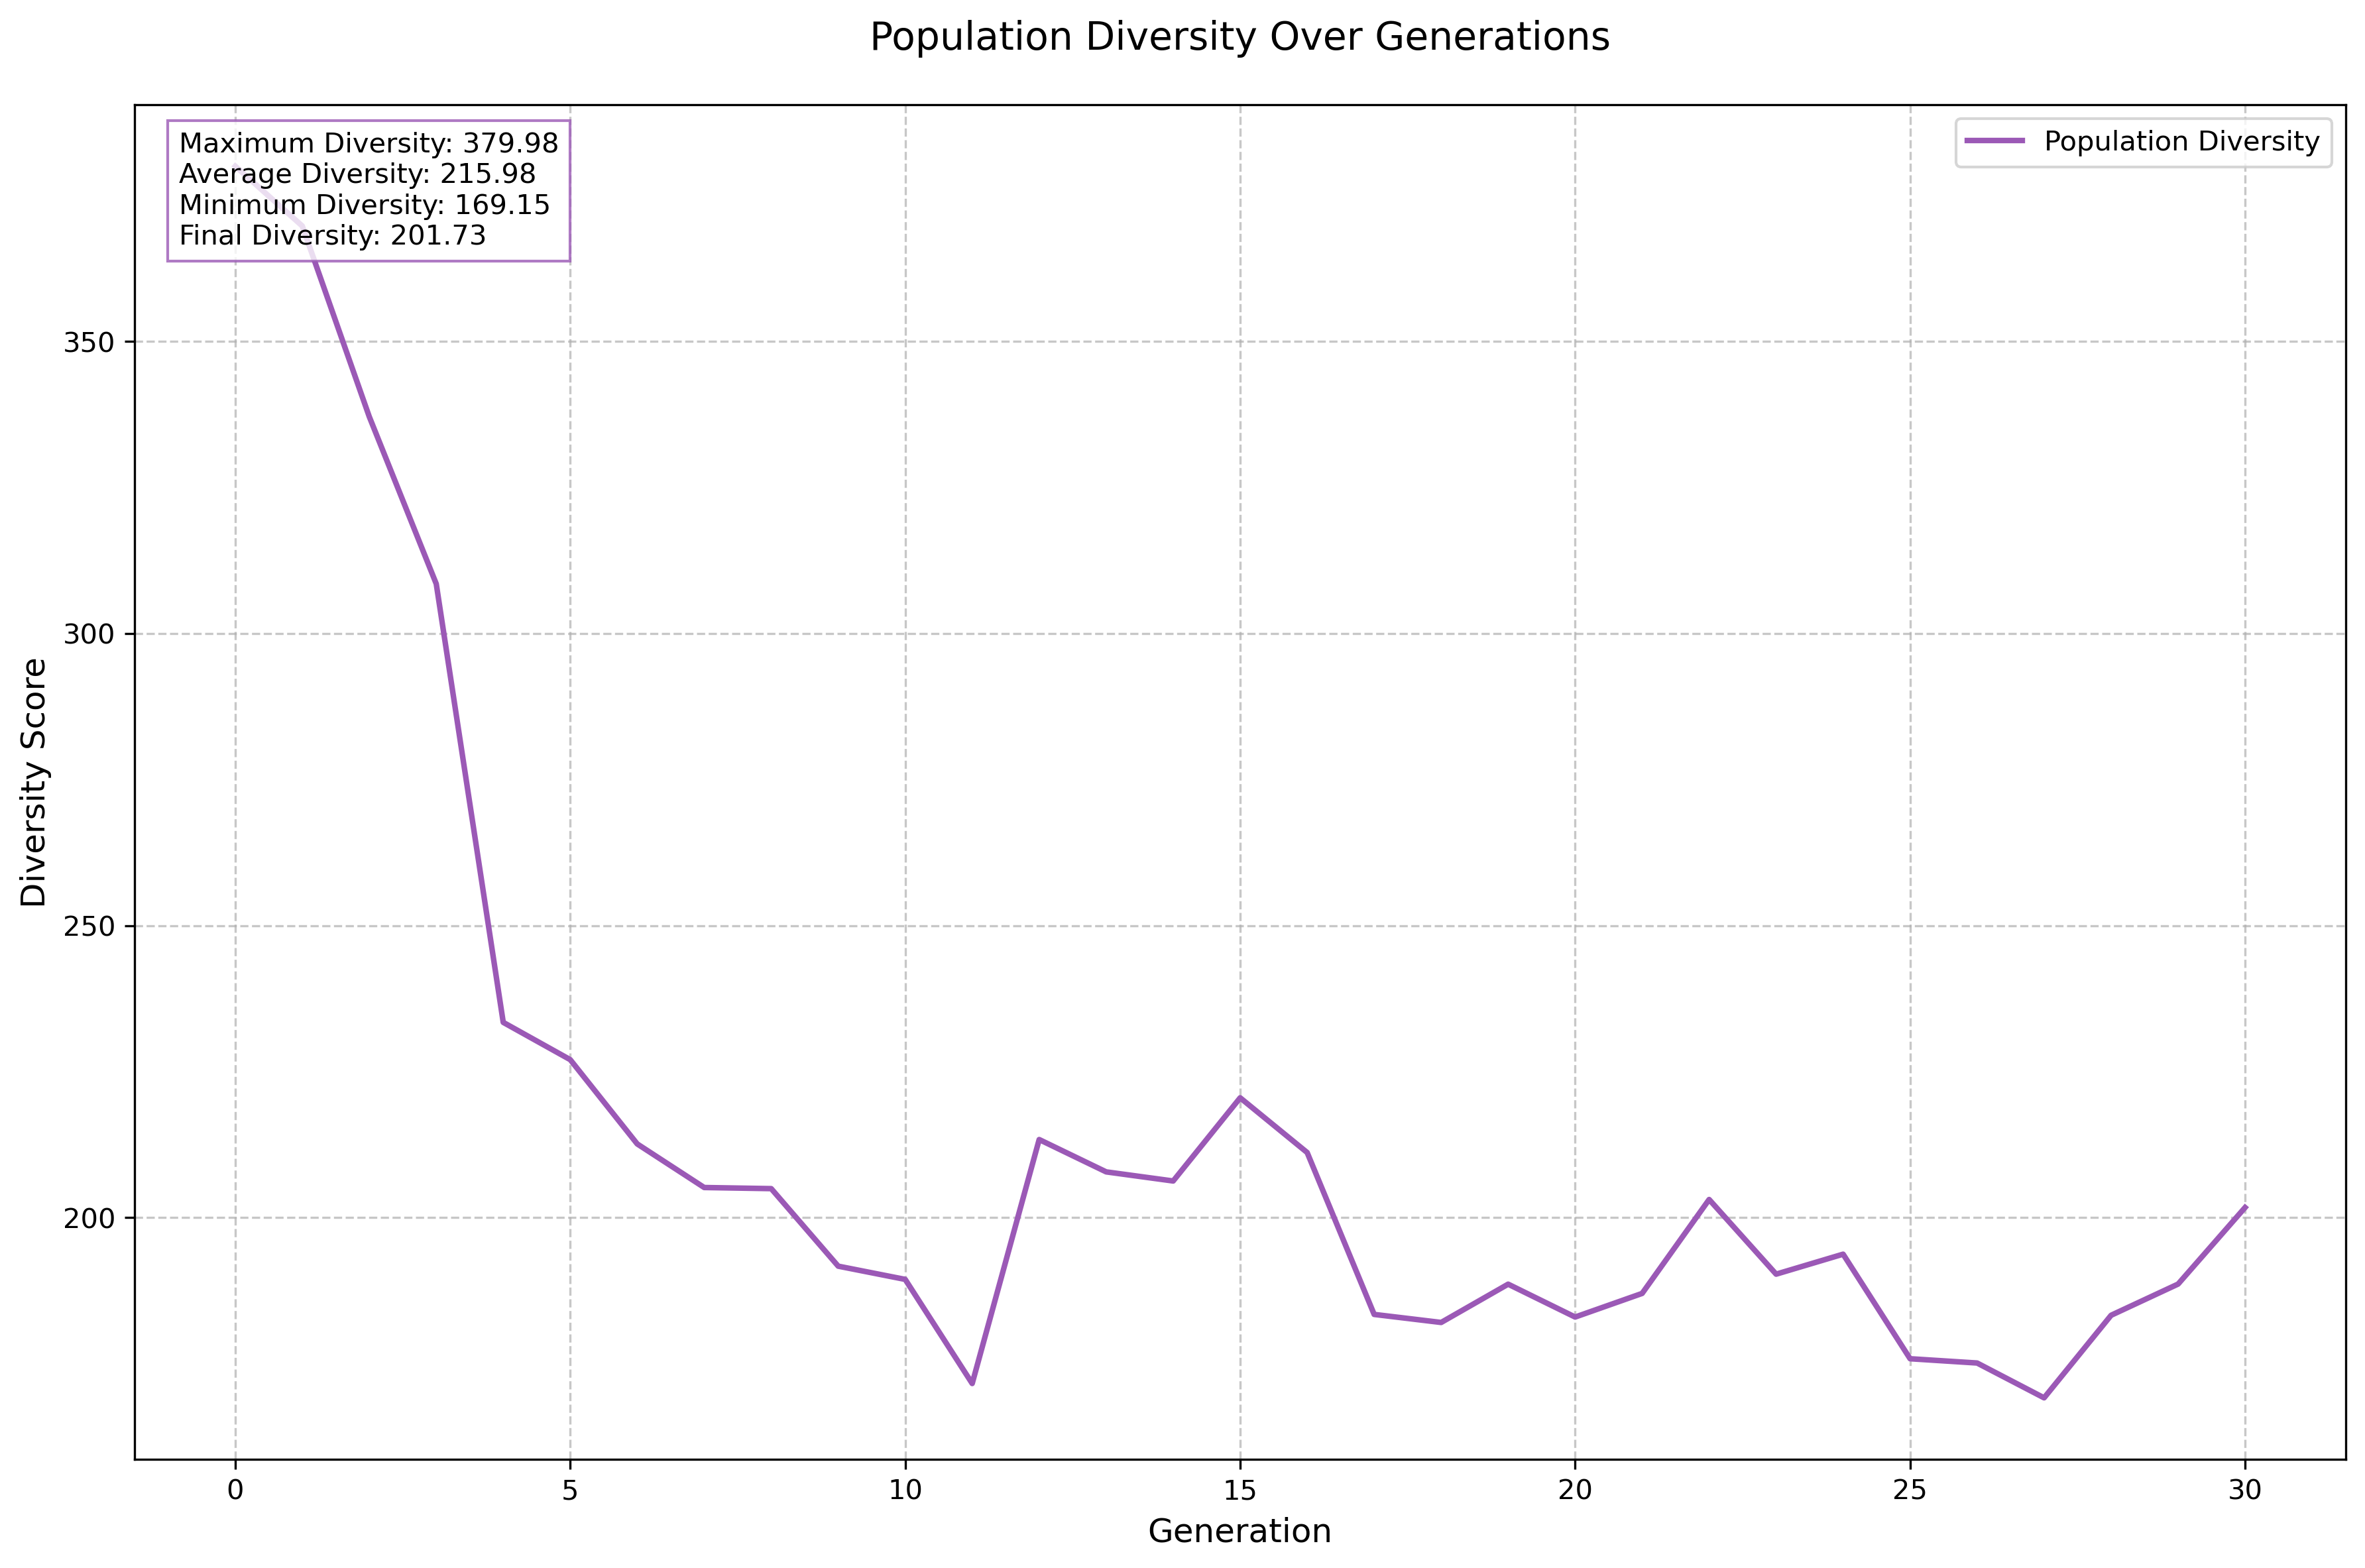 Population Diversity Over Generations
Maximum Diversity: 379.98
Average Diversity: 215.98
Minimum Diversity: 169.15
Final Diversity: 201.73
Population Diversity
350
300
250
200
Diversity Score
0 5 10 15 20 25 30
Generation